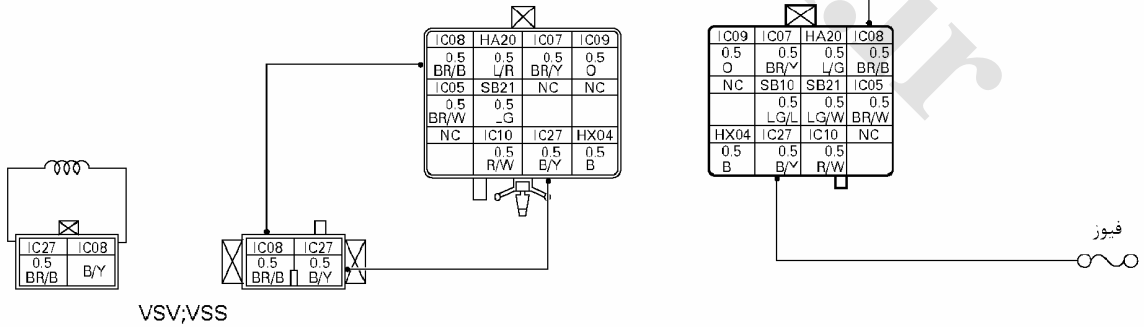 IC08 HA20 IC07 IC09
0.5 0.5 0.5 0.5
BR/B L/R BR/Y O
IC05 SB21 NC NC
0.5 0.5
BR/W LG
NC IC10 IC27 HX04
0.5 0.5 0.5
R/W B/Y B
IC09 IC07 HA20 IC08
0.5 0.5 0.5 0.5
O BR/Y L/G BR/B
NC SB10 SB21 IC05
0.5 0.5 0.5
LG/L LG/W BR/W
HX04 IC27 IC10 NC
0.5 0.5 0.5
B B/Y R/W
فیوز
IC27 IC08
0.5
BR/B B/Y
IC08 IC27
0.5 0.5
BR/B B/Y
VSV;VSS